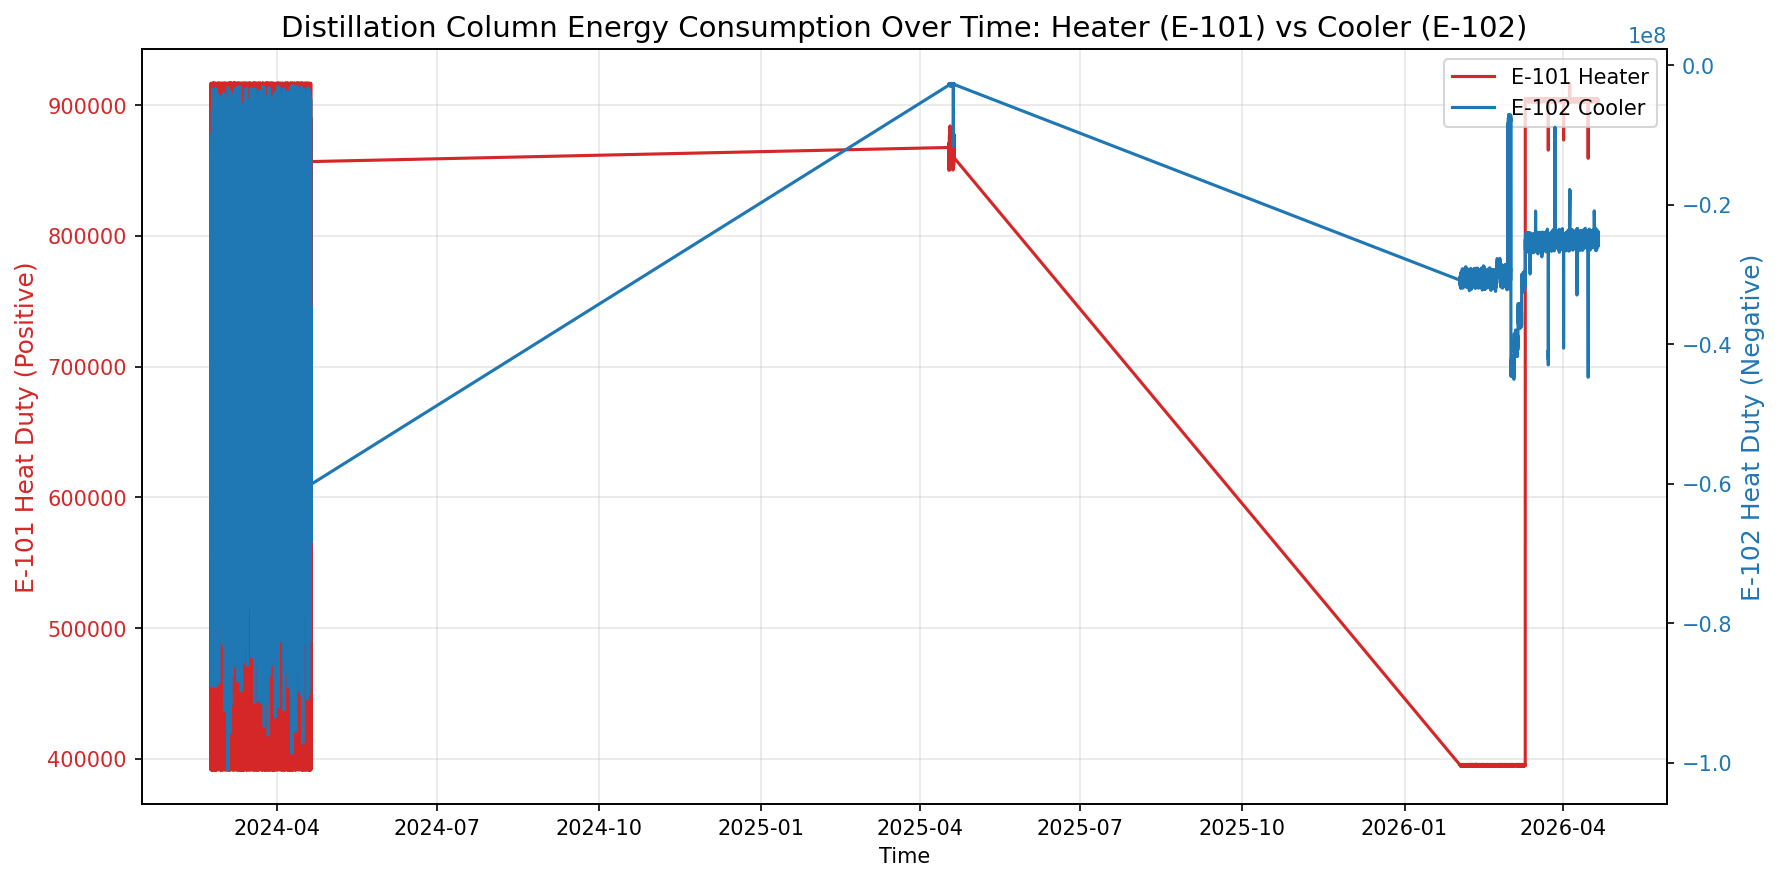 Distillation Column Energy Consumption Over Time: Heater (E-101) vs Cooler (E-102)
1e8
E-101 Heater
E-102 Cooler
E-101 Heat Duty (Positive)
900000
800000
700000
600000
500000
400000
0.0
−0.2
−0.4
−0.6
−0.8
−1.0
E-102 Heat Duty (Negative)
2024-04 2024-07 2024-10 2025-01 2025-04 2025-07 2025-10 2026-01 2026-04
Time